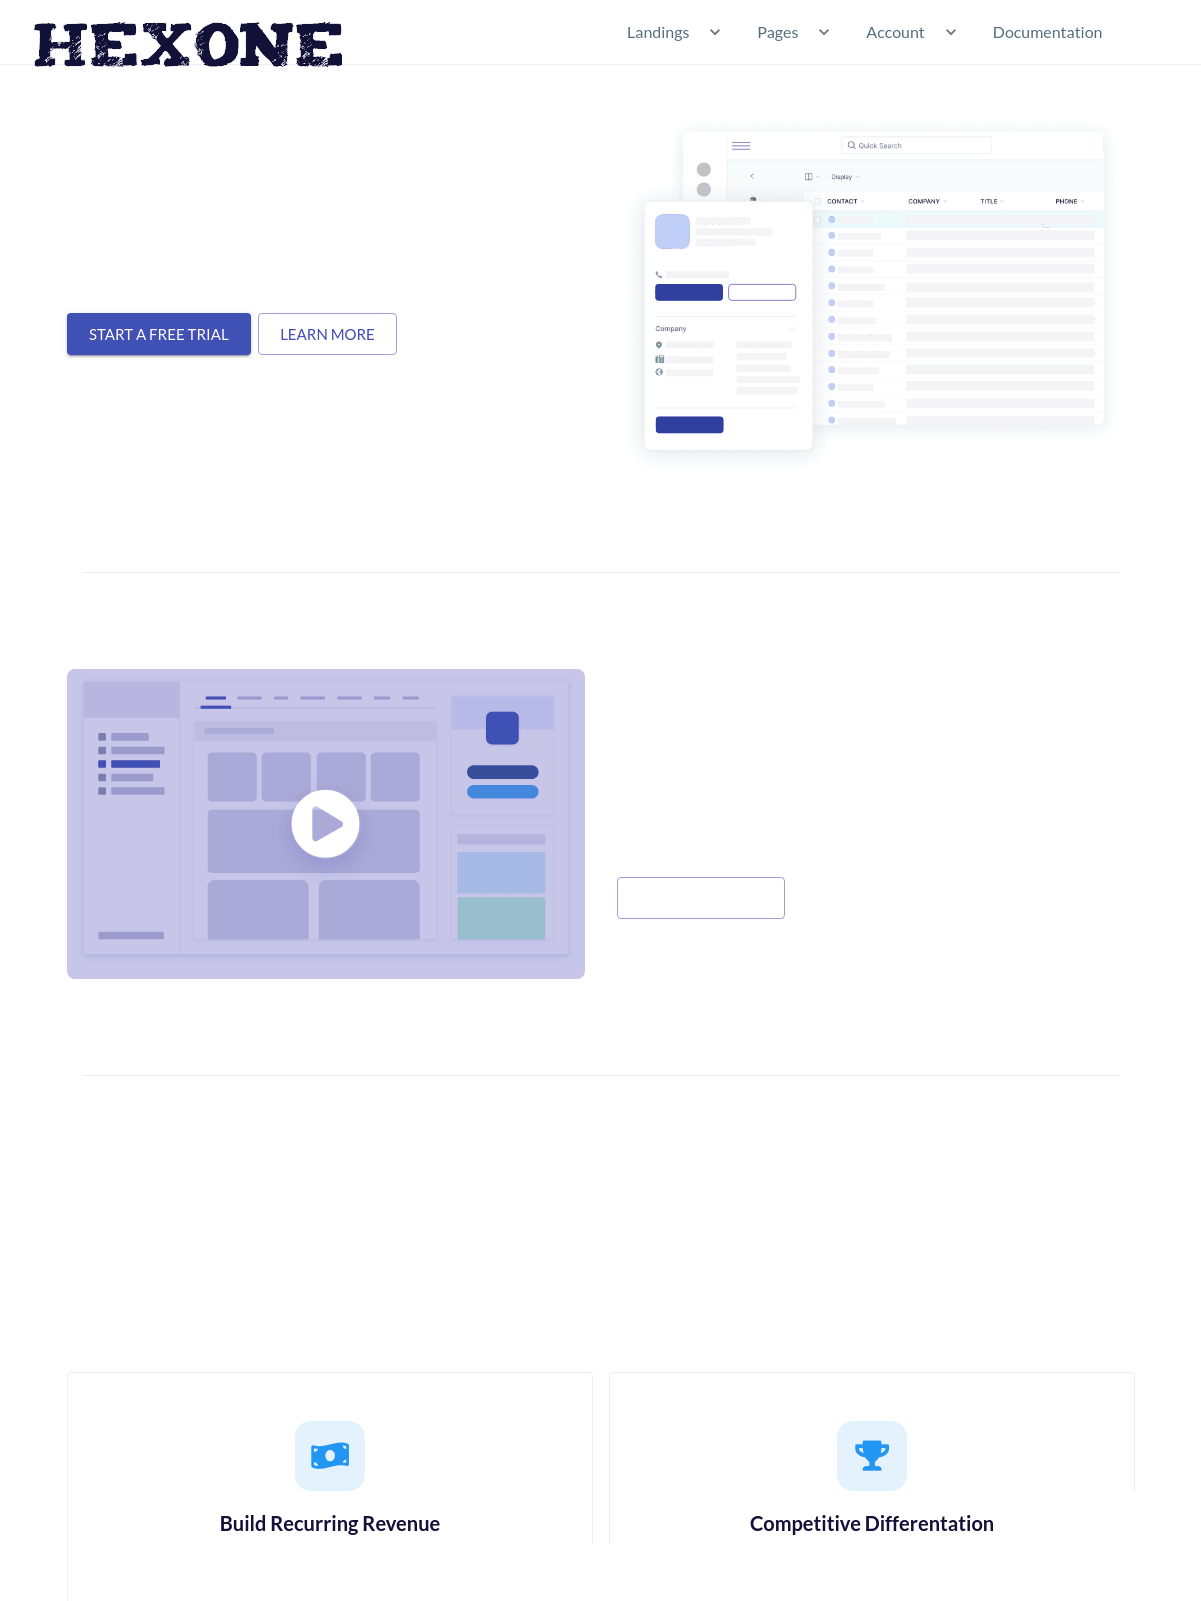 HEXONE
Landings Pages Account Documentation
Quick Search
Display
CONTACT COMPANY TITLE PHONE
Company
START A FREE TRIAL LEARN MORE
Build Recurring Revenue
Competitive Differentation